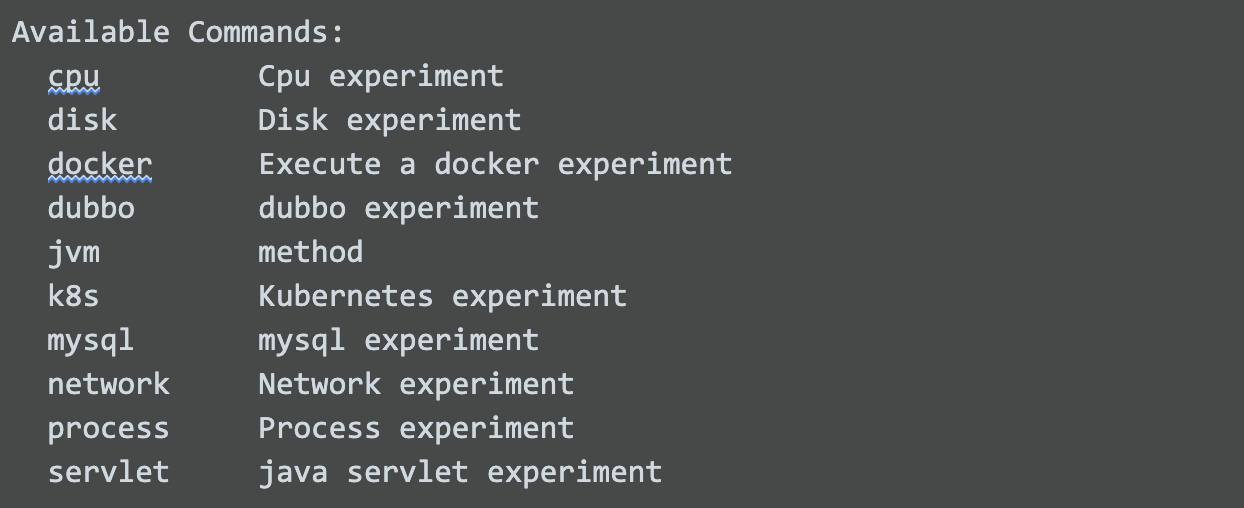 Available Commands:
cpu Cpu experiment
disk Disk experiment
docker Execute a docker experiment
dubbo dubbo experiment
jvm method
k8s Kubernetes experiment
mysql mysql experiment
network Network experiment
process Process experiment
servlet java servlet experiment